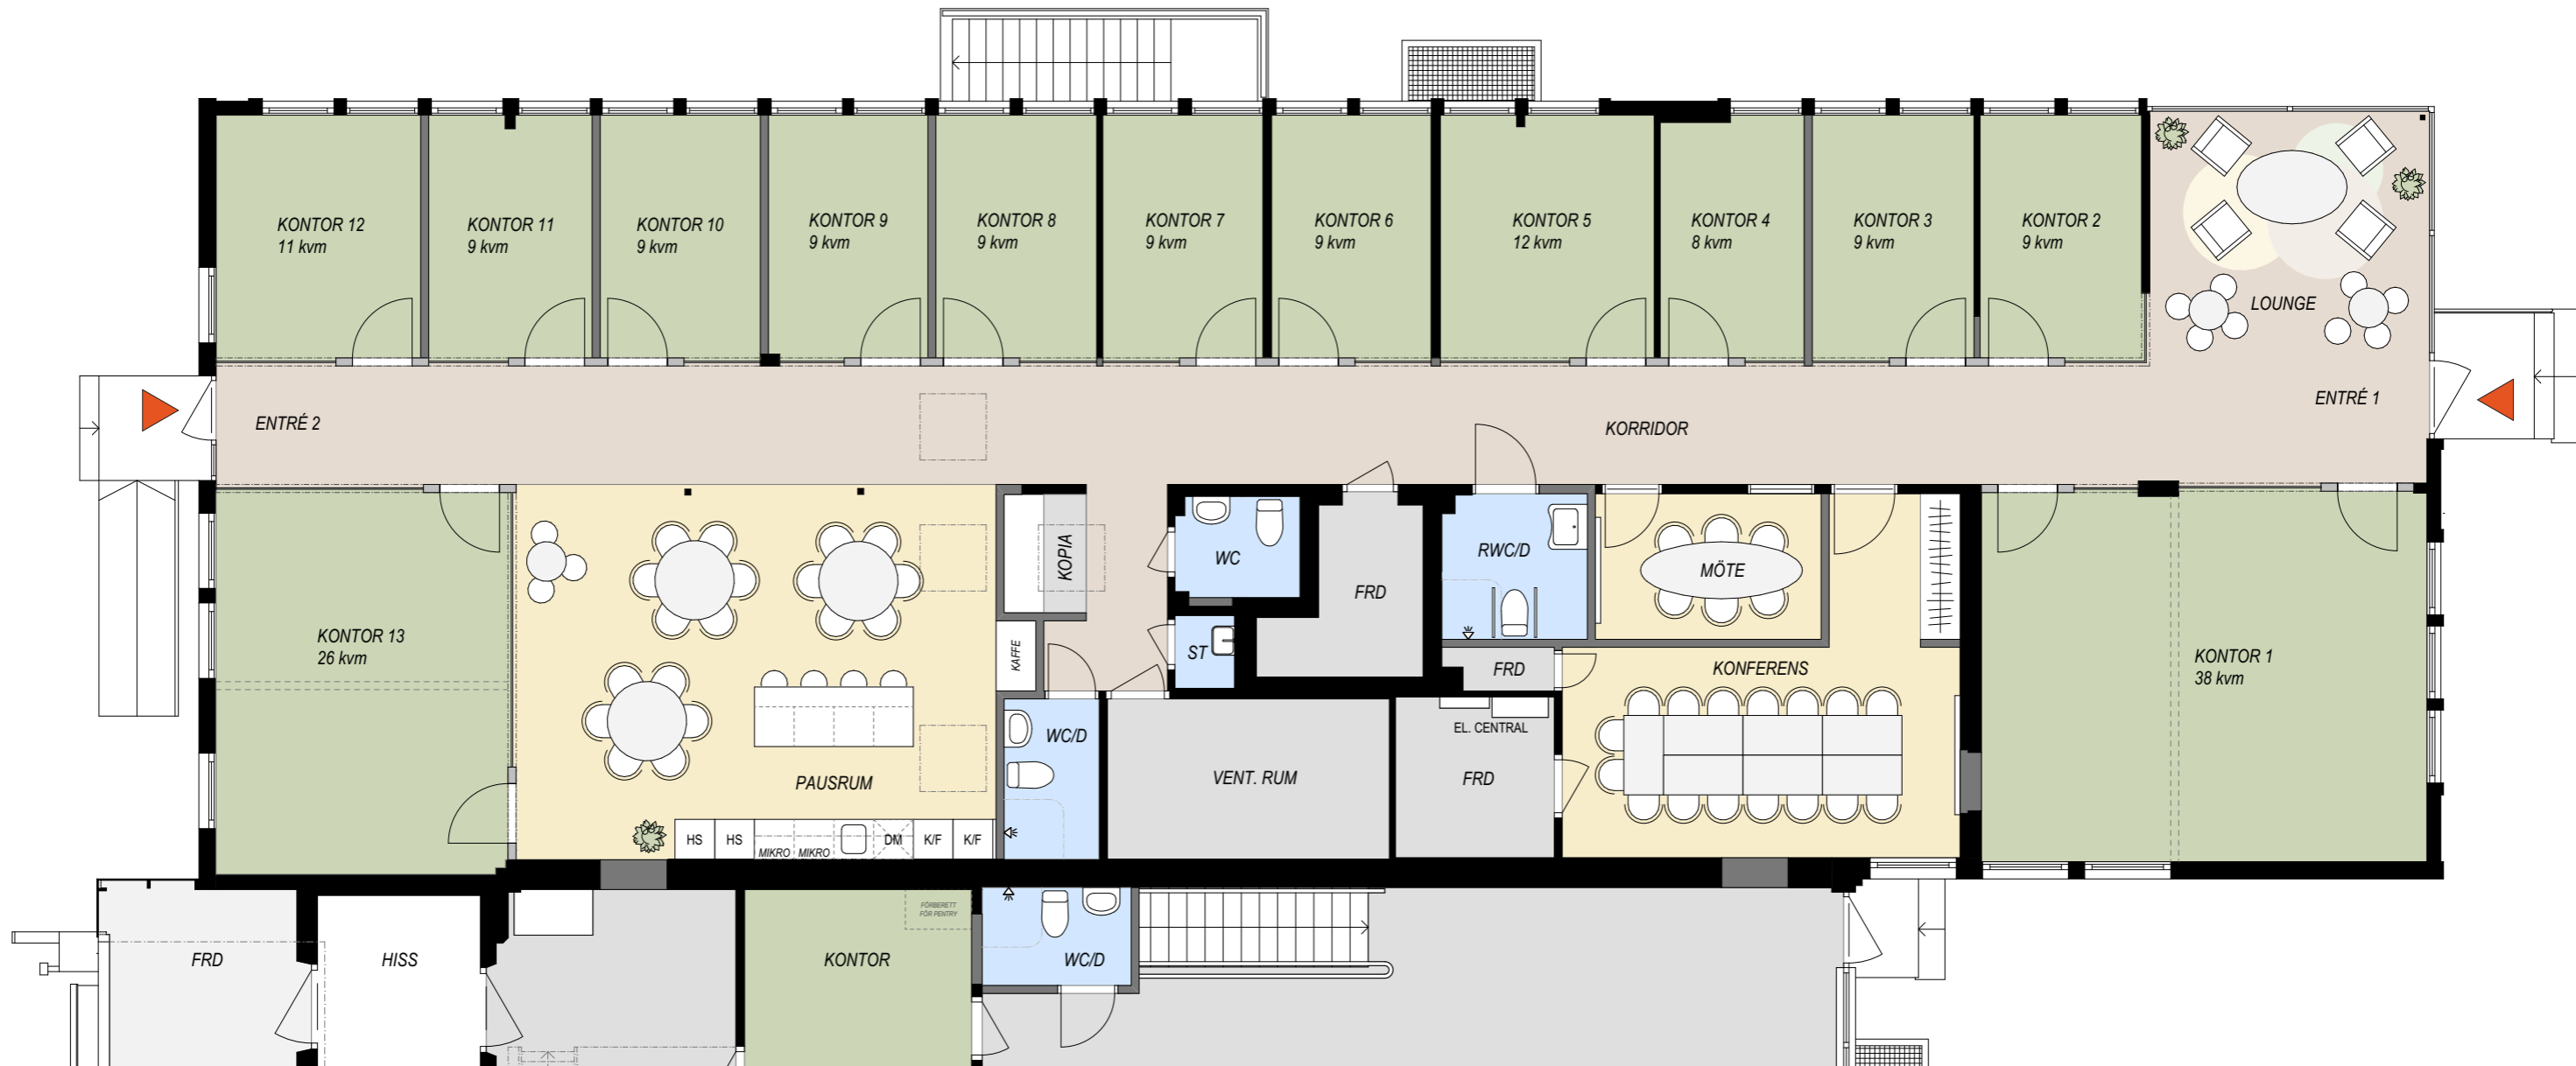 KONTOR 12
11 kvm
KONTOR 11
9 kvm
KONTOR 10
9 kvm
KONTOR 9
9 kvm
KONTOR 8
9 kvm
KONTOR 7
9 kvm
KONTOR 6
9 kvm
KONTOR 5
12 kvm
KONTOR 4
8 kvm
KONTOR 3
9 kvm
KONTOR 2
9 kvm
LOUNGE
ENTRÉ 2
KORRIDOR
ENTRÉ 1
KONTOR 13
26 kvm
PAUSRUM
HS
HS
MIKRO
MIKRO
DM
K/F
K/F
KOPIA
KAFFE
WC
ST
WC/D
VENT. RUM
FRD
RWC/D
FRD
EL. CENTRAL
FRD
MÖTE
KONFERENS
KONTOR 1
38 kvm
FRD
HISS
KONTOR
FÖRBERETT
FÖR PENTRY
WC/D